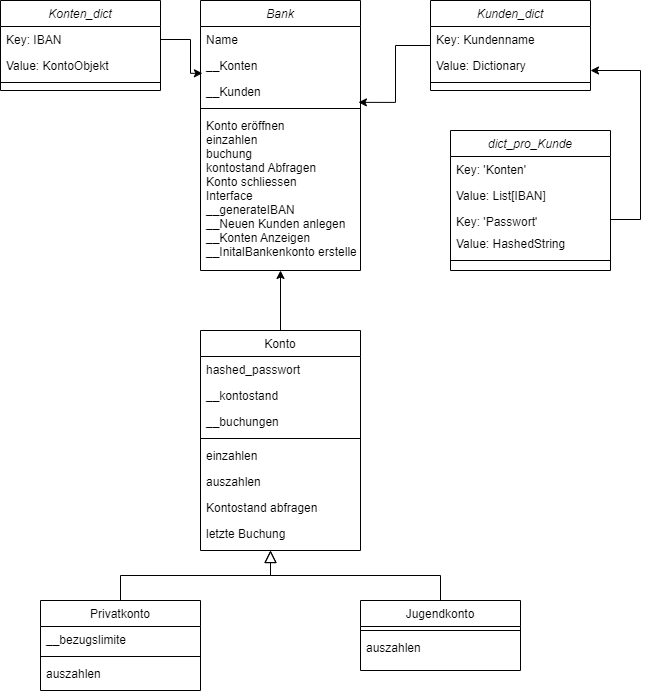 Konten_dict
Key: IBAN
Value: KontoObjekt
Bank
Name
__Konten
__Kunden
Konto eröffnen
einzahlen
buchung
kontostand Abfragen
Konto schliessen
Interface
__generateIBAN
__Neuen Kunden anlegen
__Konten Anzeigen
__InitalBankenkonto erstelle
Kunden_dict
Key: Kundenname
Value: Dictionary
dict_pro_Kunde
Key: 'Konten'
Value: List[IBAN]
Key: 'Passwort'
Value: HashedString
Konto
hashed_passwort
__kontostand
__buchungen
einzahlen
auszahlen
Kontostand abfragen
letzte Buchung
Privatkonto
__bezugslimite
auszahlen
Jugendkonto
auszahlen